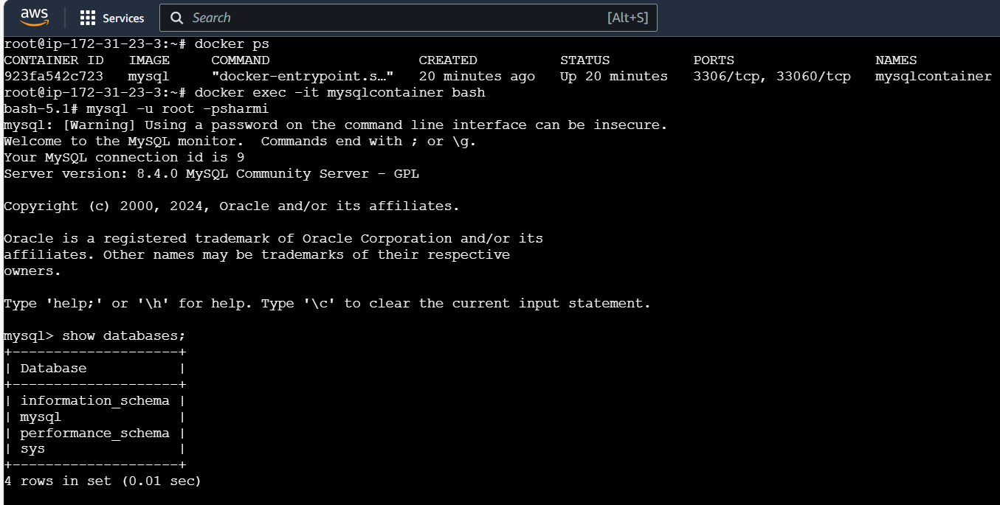 aws Services Search [Alt+S]
root@ip-172-31-23-3:~# docker ps
CONTAINER ID   IMAGE     COMMAND                  CREATED          STATUS          PORTS                 NAMES
923fa542c723   mysql     "docker-entrypoint.s…"   20 minutes ago   Up 20 minutes   3306/tcp, 33060/tcp   mysqlcontainer
root@ip-172-31-23-3:~# docker exec -it mysqlcontainer bash
bash-5.1# mysql -u root -psharmi
mysql: [Warning] Using a password on the command line interface can be insecure.
Welcome to the MySQL monitor.  Commands end with ; or \g.
Your MySQL connection id is 9
Server version: 8.4.0 MySQL Community Server - GPL

Copyright (c) 2000, 2024, Oracle and/or its affiliates.

Oracle is a registered trademark of Oracle Corporation and/or its
affiliates. Other names may be trademarks of their respective
owners.

Type 'help;' or '\h' for help. Type '\c' to clear the current input statement.

mysql> show databases;
+--------------------+
| Database           |
+--------------------+
| information_schema |
| mysql              |
| performance_schema |
| sys                |
+--------------------+
4 rows in set (0.01 sec)